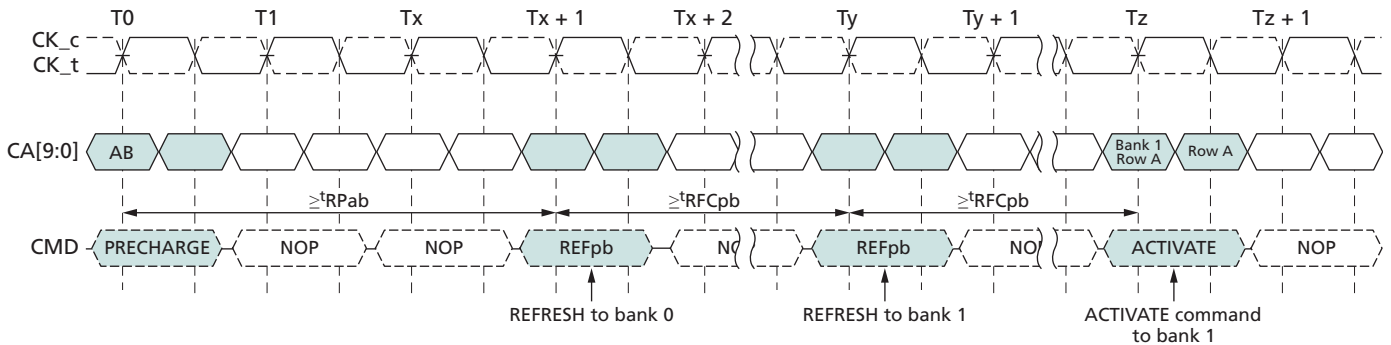 T0 T1 Tx Tx + 1 Tx + 2 Ty Ty + 1 Tz Tz + 1
CK_c
CK_t
CA[9:0] AB Bank 1 Row A Row A
≥tRPab ≥tRFCpb ≥tRFCpb
CMD PRECHARGE NOP NOP REFpb REFpb ACTIVATE NOP
REFRESH to bank 0 REFRESH to bank 1 ACTIVATE command
to bank 1